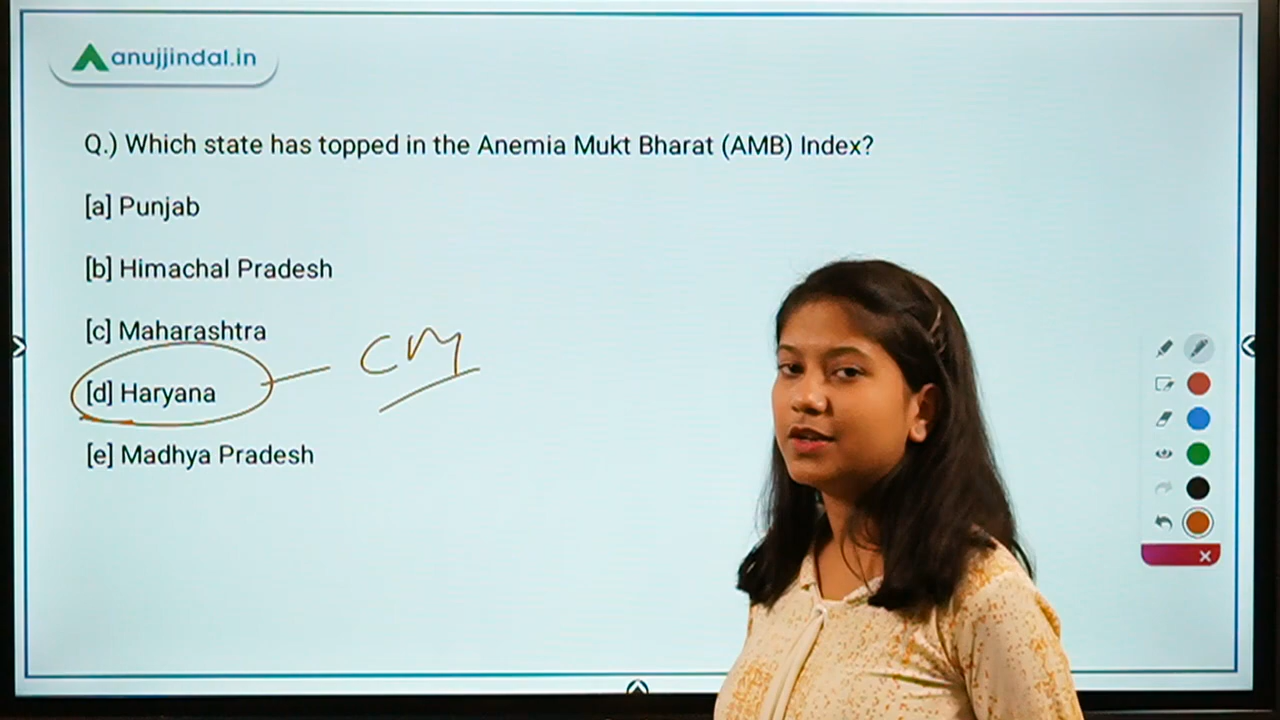 anujjindal.in
Q.) Which state has topped in the Anemia Mukt Bharat (AMB) Index?
[a] Punjab
[b] Himachal Pradesh
[c] Maharashtra
[d] Haryana
CM
[e] Madhya Pradesh